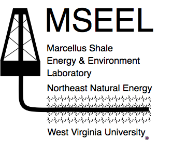 MSEEL
Marcellus Shale
Energy & Environment
Laboratory
Northeast Natural Energy
West Virginia University®